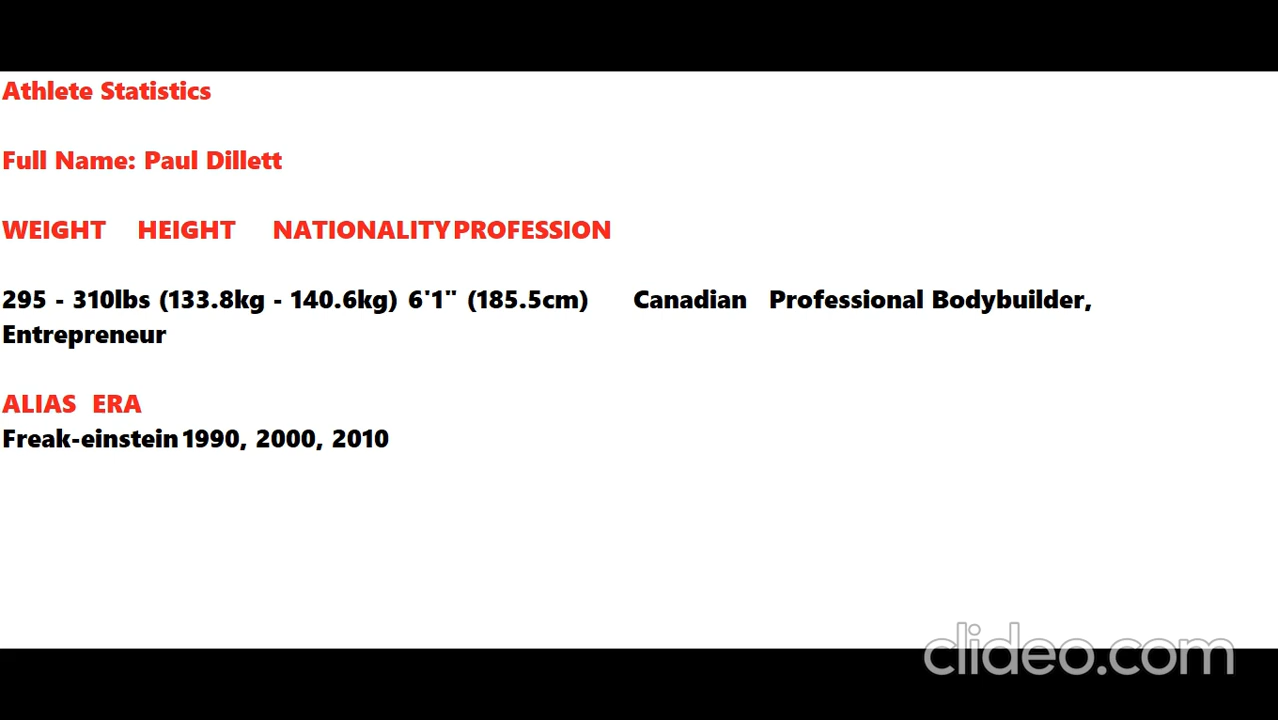 Athlete Statistics
Full Name: Paul Dillett
WEIGHT HEIGHT NATIONALITY PROFESSION
295 - 310lbs (133.8kg - 140.6kg) 6'1" (185.5cm) Canadian Professional Bodybuilder,
Entrepreneur
ALIAS ERA
Freak-einstein 1990, 2000, 2010
clideo.com